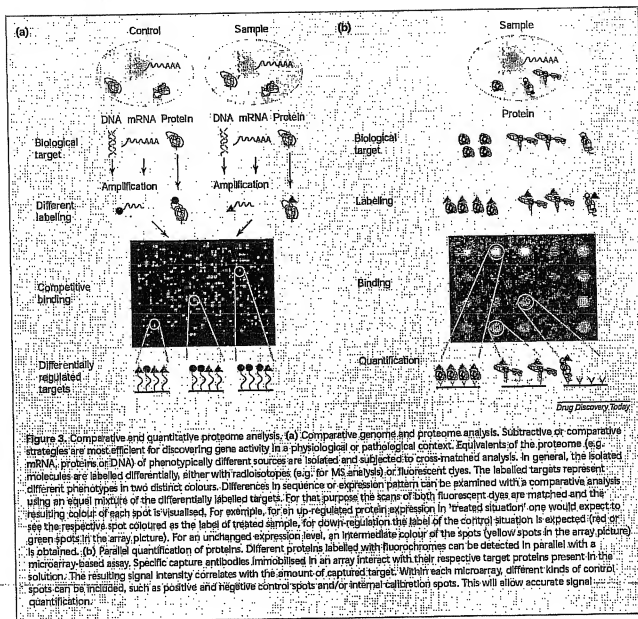 (a)
Control
Sample
(b)
Sample
DNA mRNA Protein
DNA mRNA Protein
Protein
Biological
target
Biological
target
Amplification
Amplification
Different
labeling
Labeling
Competitive
binding
Binding
Differentially
regulated
targets
Quantification
Drug Discovery Today
Figure 3. Comparative and quantitative proteome analysis. (a) Comparative genome and proteome analysis. Subtractive or comparative
strategies are most efficient for discovering gene activity in a physiological or pathological context. Equivalents of the proteome (e.g.
mRNA, proteins or DNA) of phenotypically different sources are isolated and subjected to cross-matched analysis. In general, the isolated
molecules are labelled differentially, either with radioisotopes (e.g. for MS analysis) or fluorescent dyes. The labelled targets represent
different phenotypes in two distinct colours. Differences in sequence or expression pattern can be examined with a comparative analysis
using an equal mixture of the differentially labelled targets. For that purpose the scans of both fluorescent dyes are matched and the
resulting colour of each spot is visualised. For example, for an up-regulated protein expression in 'treated situation' one would expect to
see the respective spot coloured as the label of treated sample, for down-regulation the label of the control situation is expected (red or
green spots in the array picture). For an unchanged expression level, an intermediate colour of the spots (yellow spots in the array picture)
is obtained. (b) Parallel quantification of proteins. Different proteins labelled with fluorochromes can be detected in parallel with a
microarray-based assay. Specific capture antibodies immobilised in an array interact with their respective target proteins present in the
solution. The resulting signal intensity correlates with the amount of captured target. Within each microarray, different kinds of control
spots can be included, such as positive and negative control spots and/or internal calibration spots. This will allow accurate signal
quantification.